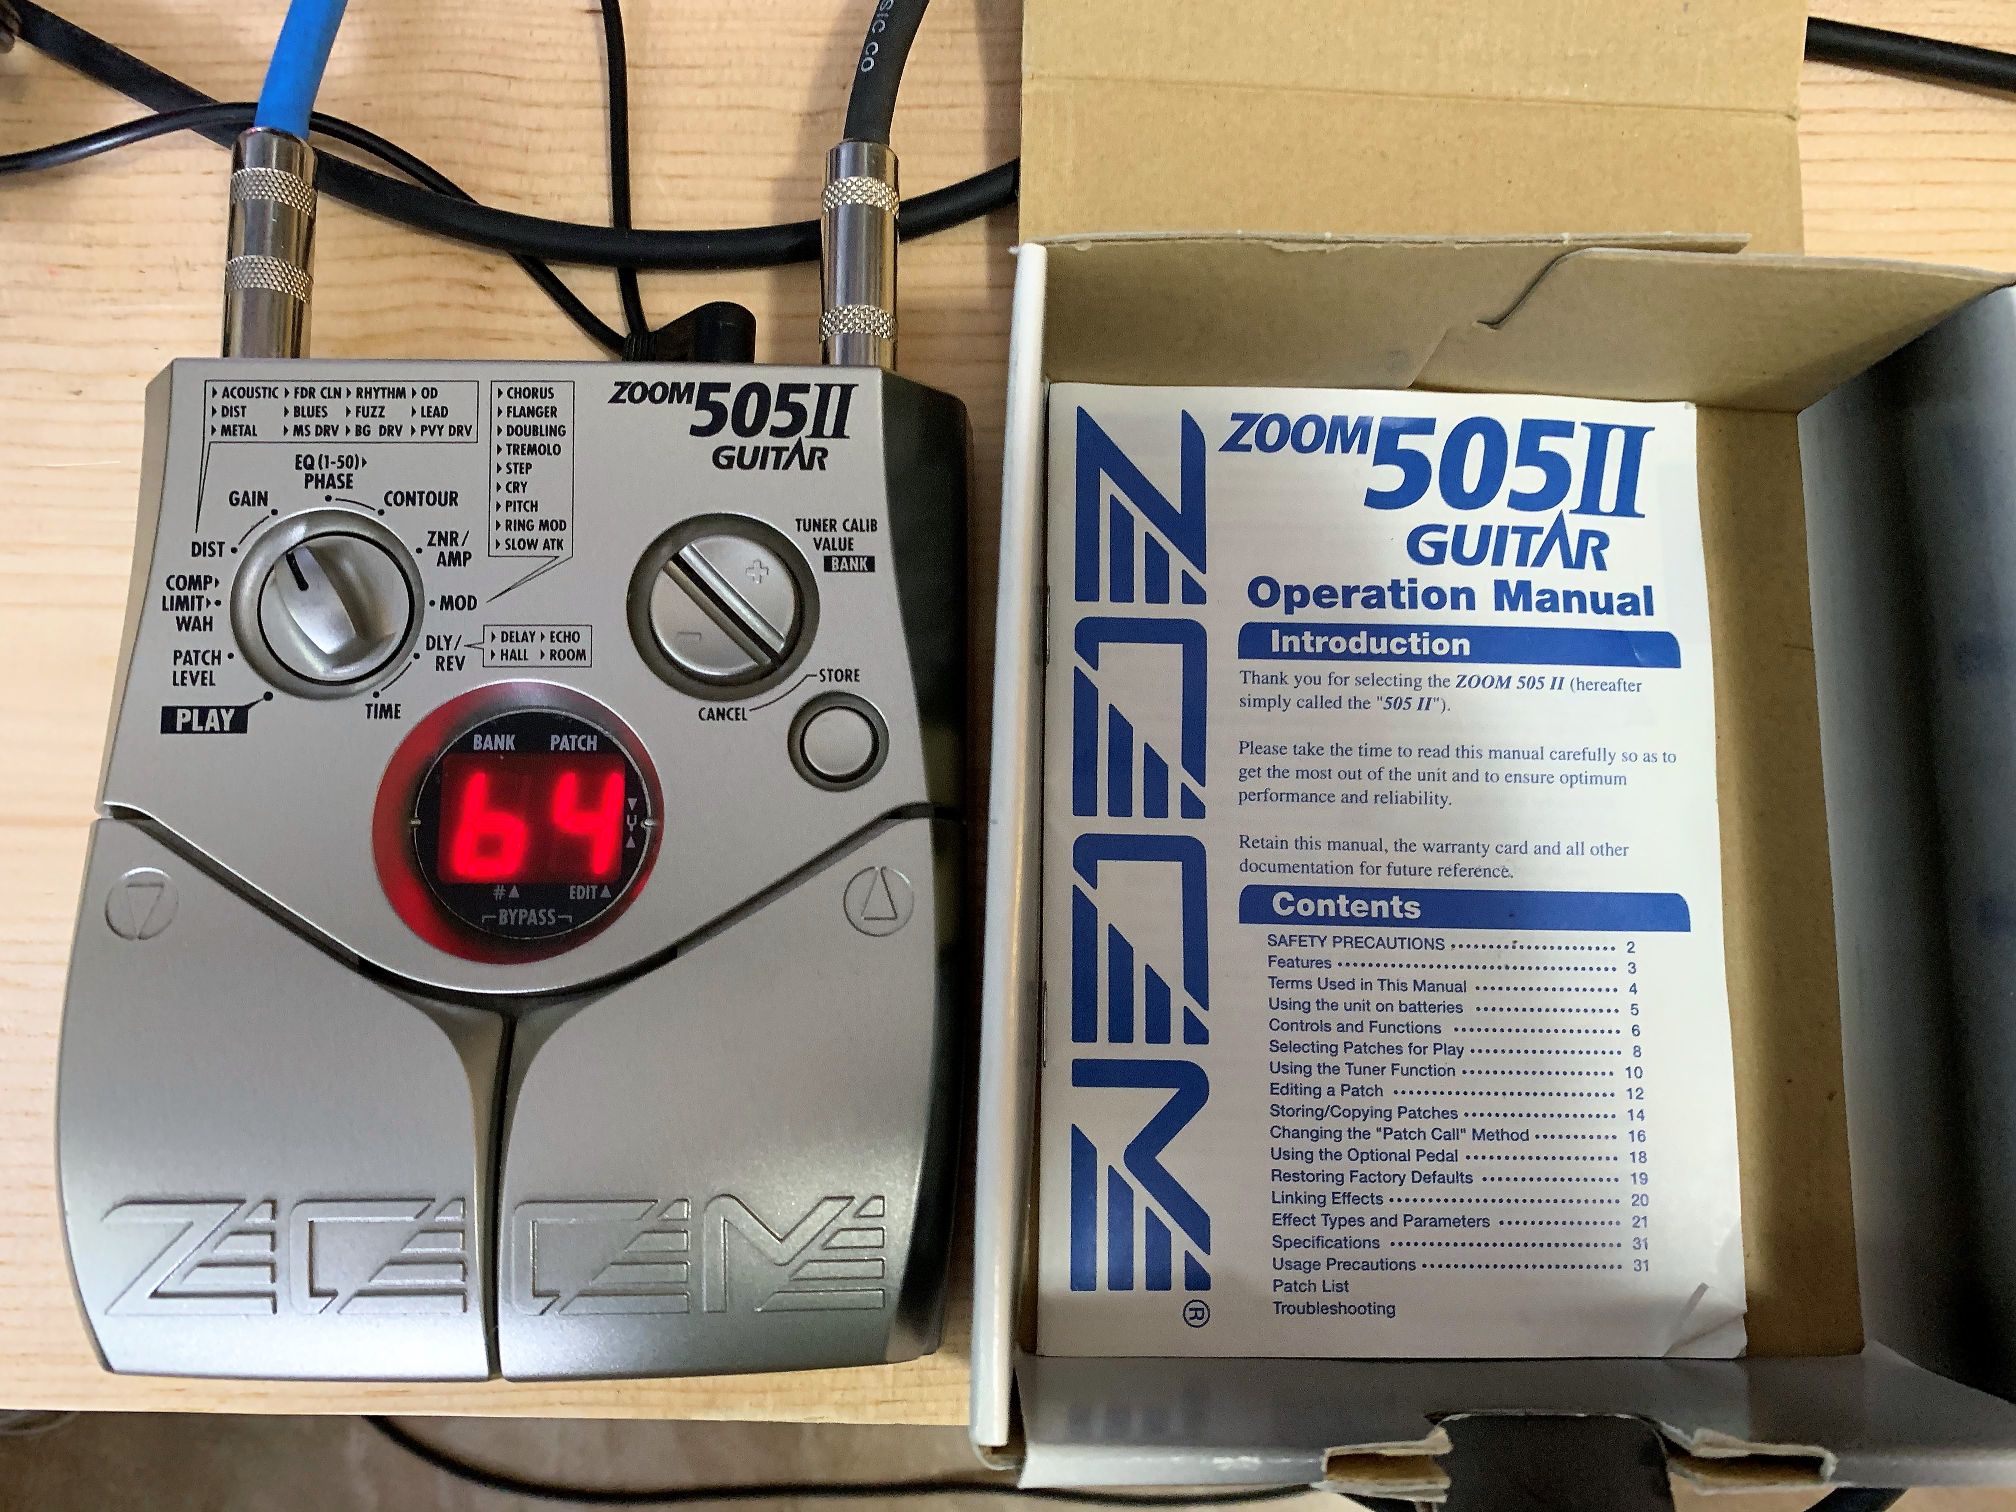 SIC CO
▸ACOUSTIC ▸FDR CLN ▸RHYTHM ▸OD
▸DIST ▸BLUES ▸FUZZ ▸LEAD
▸METAL ▸MS DRV ▸BG DRV ▸PVY DRV
▸CHORUS
▸FLANGER
▸DOUBLING
▸TREMOLO
▸STEP
▸CRY
▸PITCH
▸RING MOD
▸SLOW ATK
ZOOM 505II
GUITAR
EQ (1-50)▸
PHASE
GAIN
CONTOUR
DIST
ZNR/
AMP
COMP▸
LIMIT▸
WAH
MOD
PATCH
LEVEL
DLY/
REV
▸DELAY ▸ECHO
▸HALL ▸ROOM
PLAY
TIME
TUNER CALIB
VALUE
BANK
+
-
STORE
CANCEL
BANK PATCH
64
#▲ EDIT▲
BYPASS
ZOOM
ZOOM®
ZOOM 505II
GUITAR
Operation Manual
Introduction
Thank you for selecting the ZOOM 505 II (hereafter
simply called the "505 II").
Please take the time to read this manual carefully so as to
get the most out of the unit and to ensure optimum
performance and reliability.
Retain this manual, the warranty card and all other
documentation for future reference.
Contents
SAFETY PRECAUTIONS 2
Features 3
Terms Used in This Manual 4
Using the unit on batteries 5
Controls and Functions 6
Selecting Patches for Play 8
Using the Tuner Function 10
Editing a Patch 12
Storing/Copying Patches 14
Changing the "Patch Call" Method 16
Using the Optional Pedal 18
Restoring Factory Defaults 19
Linking Effects 20
Effect Types and Parameters 21
Specifications 31
Usage Precautions 31
Patch List
Troubleshooting